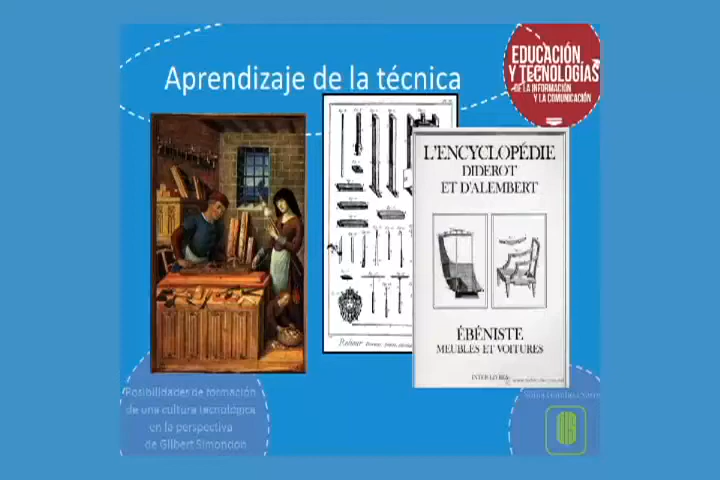 Aprendizaje de la técnica
EDUCACIÓN
Y TECNOLOGÍAS
DE LA INFORMACIÓN
Y LA COMUNICACIÓN
L'ENCYCLOPÉDIE
DIDEROT
ET D'ALEMBERT
ÉBÉNISTE
MEUBLES ET VOITURES
INTER-LIVRES
Posibilidades de formación
de una cultura tecnológica
en la perspectiva
de Gilbert Simondon